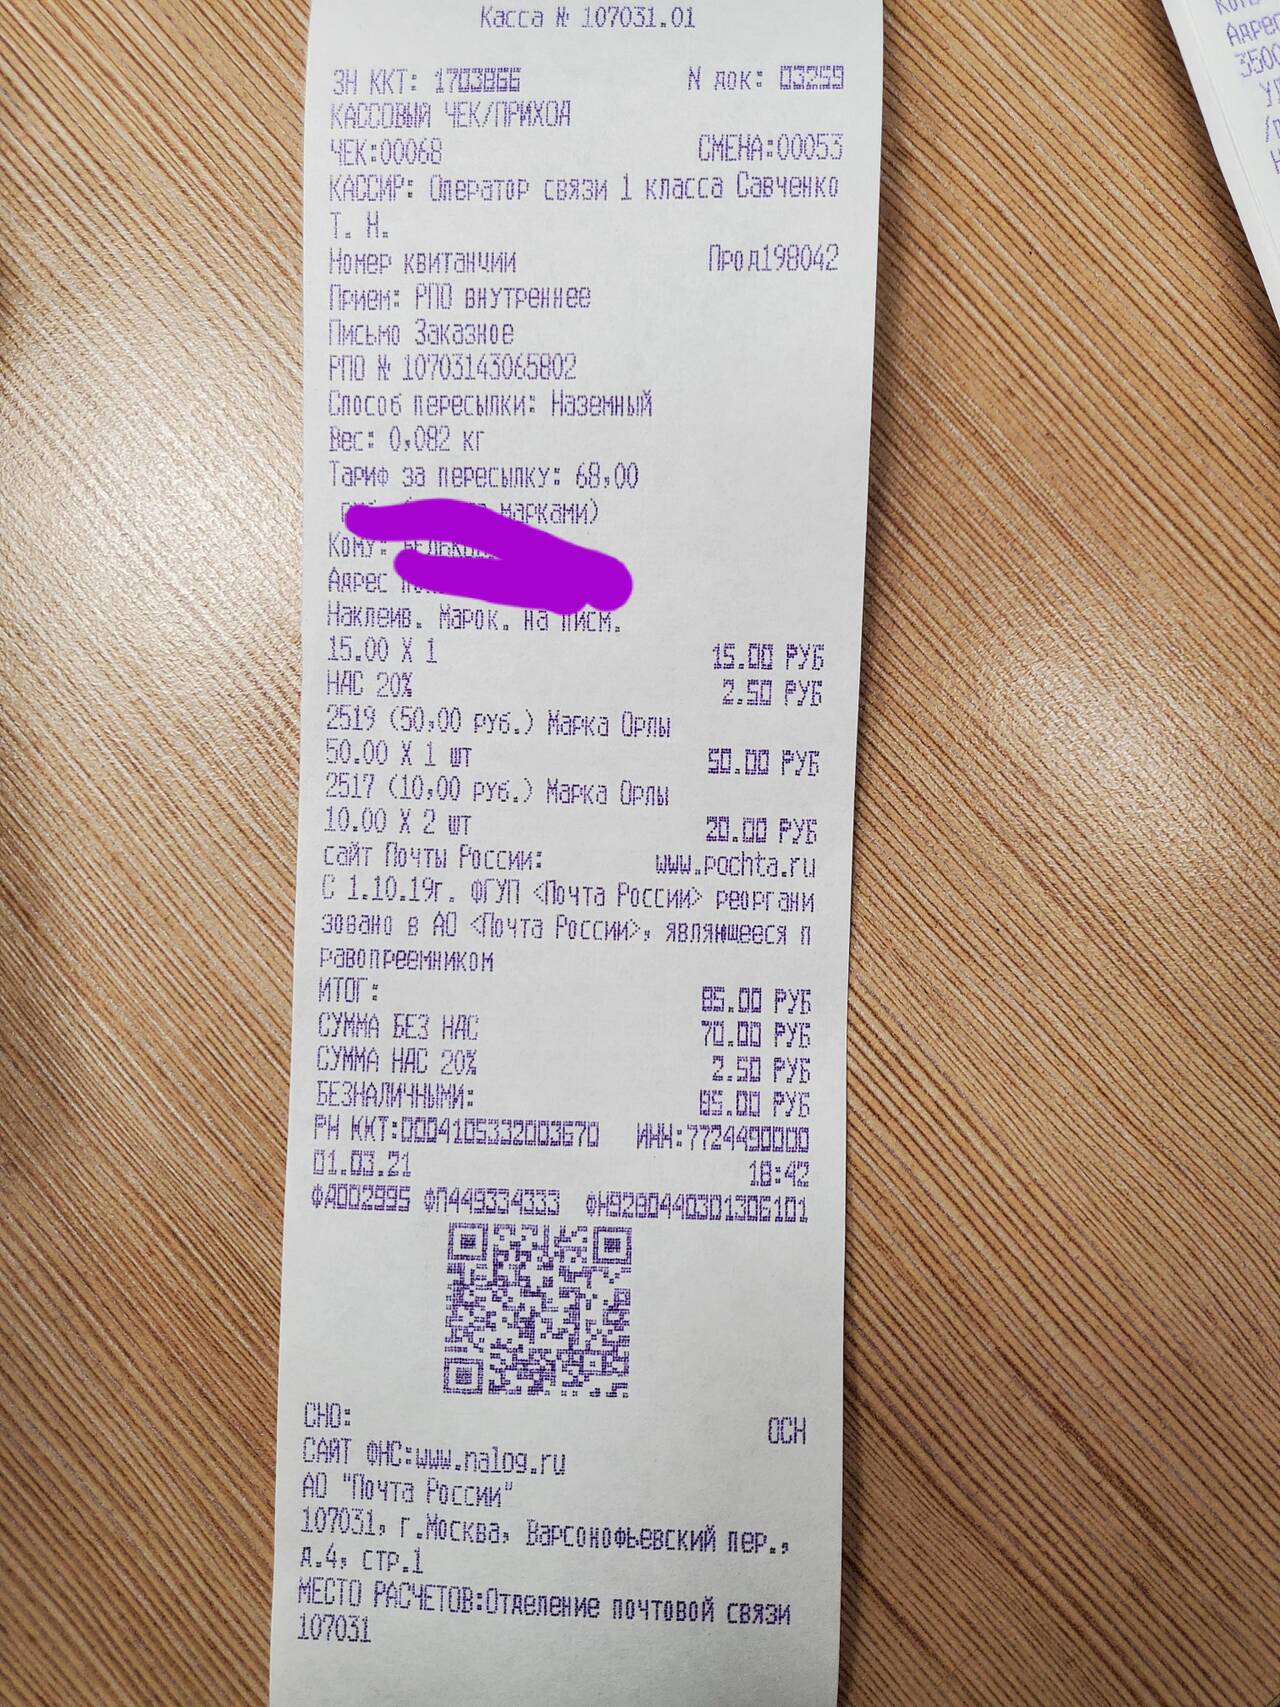 Касса № 107031.01
ЗН ККТ: 1703866 N док: 03259
КАССОВЫЙ ЧЕК/ПРИХОД
ЧЕК:00068 СМЕНА:00053
КАССИР: Оператор связи 1 класса Савченко
Т. Н.
Номер квитанции Прод198042
Прием: РПО внутреннее
Письмо Заказное
РПО № 10703143065802
Способ пересылки: Наземный
Вес: 0,082 кг
Тариф за пересылку: 68,00
марками)
Кому:
Адрес
Наклеив. Марок. на писм.
15.00 X 1 15.00 РУБ
НДС 20% 2.50 РУБ
2519 (50,00 руб.) Марка Орлы
50.00 X 1 шт 50.00 РУБ
2517 (10,00 руб.) Марка Орлы
10.00 X 2 шт 20.00 РУБ
сайт Почты России: www.pochta.ru
С 1.10.19г. ФГУП <Почта России> реоргани
зовано в АО <Почта России>, являющееся п
равопреемником
ИТОГ: 85.00 РУБ
СУММА БЕЗ НДС 70.00 РУБ
СУММА НДС 20% 2.50 РУБ
БЕЗНАЛИЧНЫМИ: 85.00 РУБ
РН ККТ:0004105332003670 ИНН:7724490000
01.03.21 18:42
ФД002995 ФП449334333 ФН9280440301306101
СНО: ОСН
САЙТ ФНС:www.nalog.ru
АО "Почта России"
107031, г.Москва, Варсонофьевский пер.,
д.4, стр.1
МЕСТО РАСЧЕТОВ:Отделение почтовой связи
107031